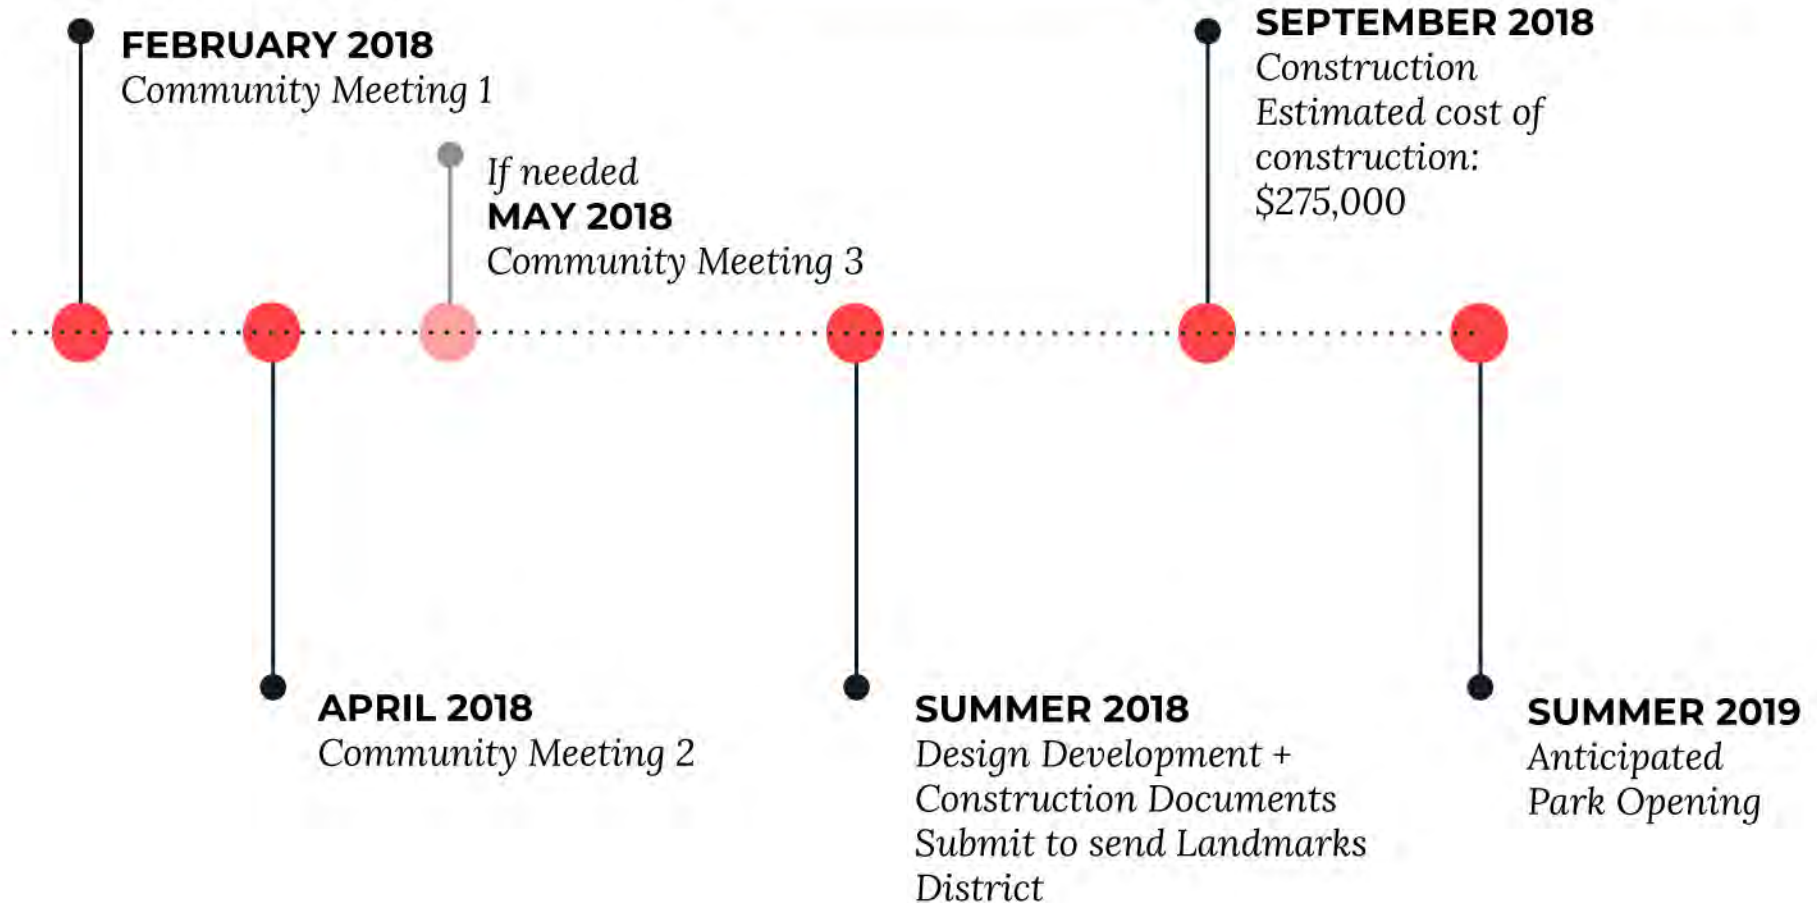 FEBRUARY 2018
Community Meeting 1
If needed
MAY 2018
Community Meeting 3
SEPTEMBER 2018
Construction
Estimated cost of
construction:
$275,000
APRIL 2018
Community Meeting 2
SUMMER 2018
Design Development +
Construction Documents
Submit to send Landmarks
District
SUMMER 2019
Anticipated
Park Opening